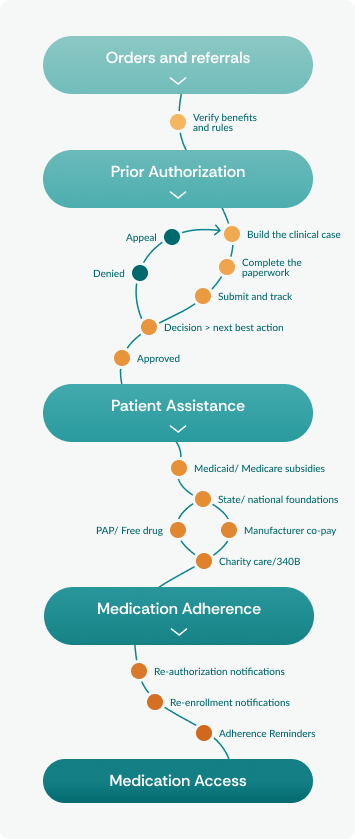 Orders and referrals
Verify benefits
and rules
Prior Authorization
Appeal
Build the clinical case
Denied
Complete the
paperwork
Submit and track
Decision > next best action
Approved
Patient Assistance
Medicaid/ Medicare subsidies
State/ national foundations
PAP/ Free drug
Manufacturer co-pay
Charity care/340B
Medication Adherence
Re-authorization notifications
Re-enrollment notifications
Adherence Reminders
Medication Access